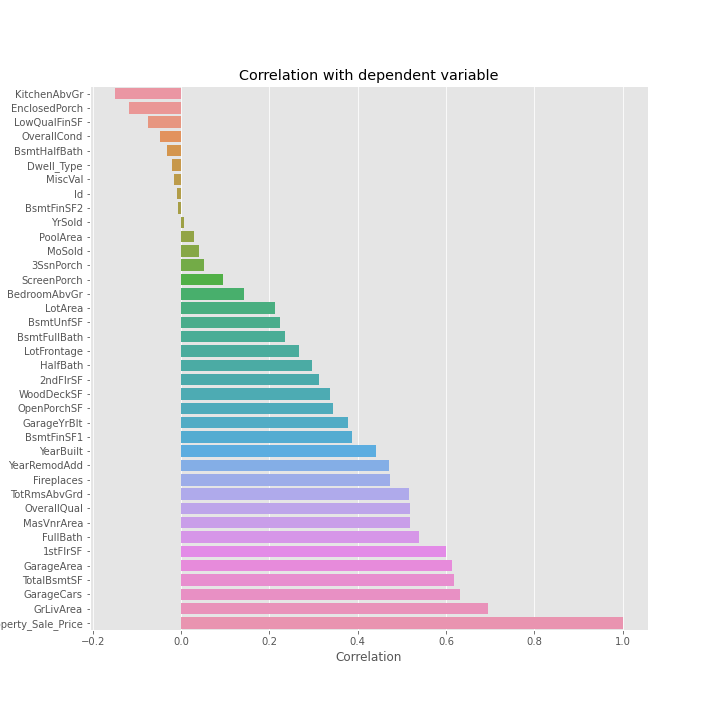 Correlation with dependent variable
KitchenAbvGr
EnclosedPorch
LowQualFinSF
OverallCond
BsmtHalfBath
Dwell_Type
MiscVal
Id
BsmtFinSF2
YrSold
PoolArea
MoSold
3SsnPorch
ScreenPorch
BedroomAbvGr
LotArea
BsmtUnfSF
BsmtFullBath
LotFrontage
HalfBath
2ndFlrSF
WoodDeckSF
OpenPorchSF
GarageYrBlt
BsmtFinSF1
YearBuilt
YearRemodAdd
Fireplaces
TotRmsAbvGrd
OverallQual
MasVnrArea
FullBath
1stFlrSF
GarageArea
TotalBsmtSF
GarageCars
GrLivArea
operty_Sale_Price
−0.2 0.0 0.2 0.4 0.6 0.8 1.0
Correlation